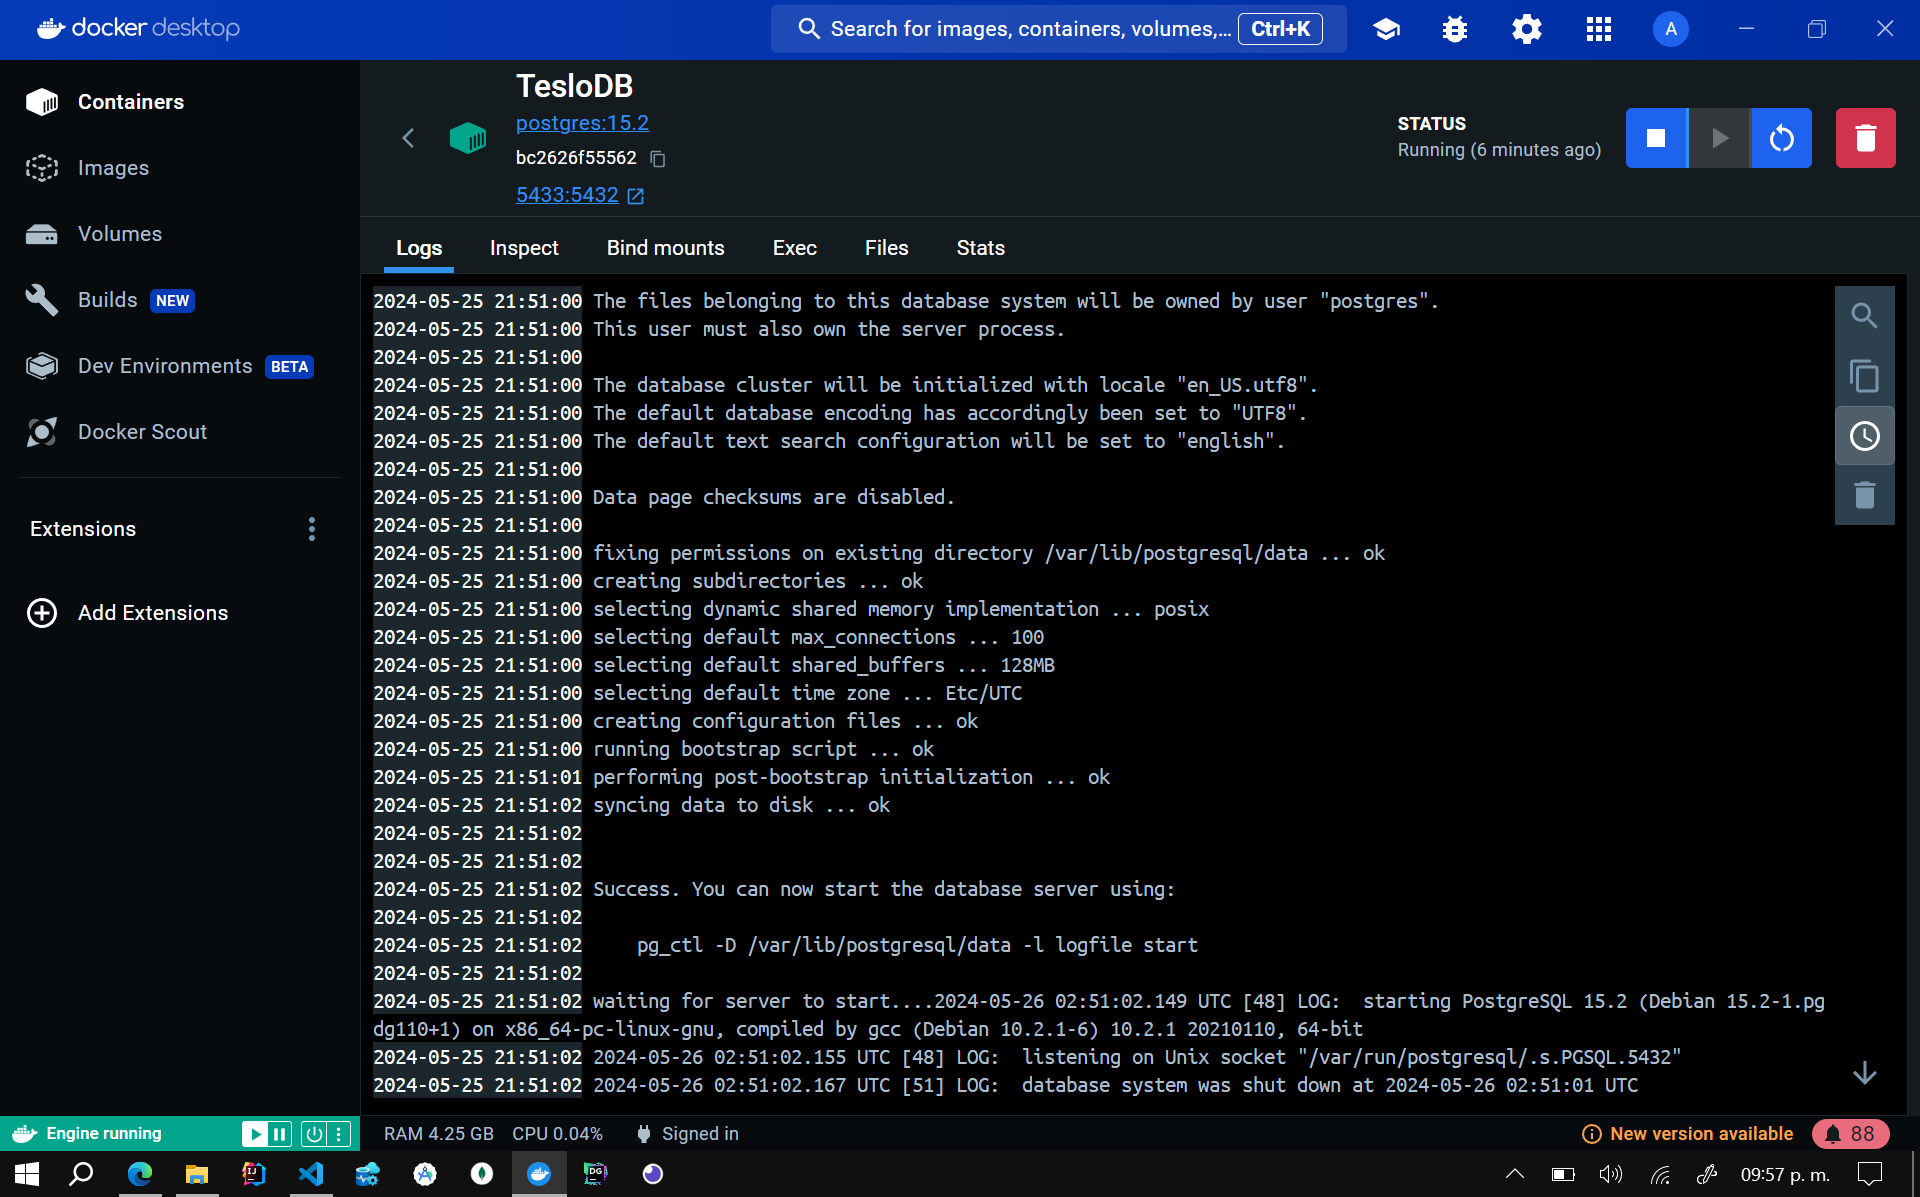 docker desktop
Search for images, containers, volumes,... Ctrl+K
A
Containers
Images
Volumes
Builds NEW
Dev Environments BETA
Docker Scout
Extensions
Add Extensions
TesloDB
postgres:15.2
bc2626f55562
5433:5432
STATUS
Running (6 minutes ago)
Logs Inspect Bind mounts Exec Files Stats
2024-05-25 21:51:00 The files belonging to this database system will be owned by user "postgres".
2024-05-25 21:51:00 This user must also own the server process.
2024-05-25 21:51:00
2024-05-25 21:51:00 The database cluster will be initialized with locale "en_US.utf8".
2024-05-25 21:51:00 The default database encoding has accordingly been set to "UTF8".
2024-05-25 21:51:00 The default text search configuration will be set to "english".
2024-05-25 21:51:00
2024-05-25 21:51:00 Data page checksums are disabled.
2024-05-25 21:51:00
2024-05-25 21:51:00 fixing permissions on existing directory /var/lib/postgresql/data ... ok
2024-05-25 21:51:00 creating subdirectories ... ok
2024-05-25 21:51:00 selecting dynamic shared memory implementation ... posix
2024-05-25 21:51:00 selecting default max_connections ... 100
2024-05-25 21:51:00 selecting default shared_buffers ... 128MB
2024-05-25 21:51:00 selecting default time zone ... Etc/UTC
2024-05-25 21:51:00 creating configuration files ... ok
2024-05-25 21:51:00 running bootstrap script ... ok
2024-05-25 21:51:01 performing post-bootstrap initialization ... ok
2024-05-25 21:51:02 syncing data to disk ... ok
2024-05-25 21:51:02
2024-05-25 21:51:02
2024-05-25 21:51:02 Success. You can now start the database server using:
2024-05-25 21:51:02
2024-05-25 21:51:02     pg_ctl -D /var/lib/postgresql/data -l logfile start
2024-05-25 21:51:02
2024-05-25 21:51:02 waiting for server to start....2024-05-26 02:51:02.149 UTC [48] LOG:  starting PostgreSQL 15.2 (Debian 15.2-1.pg
dg110+1) on x86_64-pc-linux-gnu, compiled by gcc (Debian 10.2.1-6) 10.2.1 20210110, 64-bit
2024-05-25 21:51:02 2024-05-26 02:51:02.155 UTC [48] LOG:  listening on Unix socket "/var/run/postgresql/.s.PGSQL.5432"
2024-05-25 21:51:02 2024-05-26 02:51:02.167 UTC [51] LOG:  database system was shut down at 2024-05-26 02:51:01 UTC
Engine running
RAM 4.25 GB CPU 0.04% Signed in
New version available 88
IJ
DG
09:57 p. m.